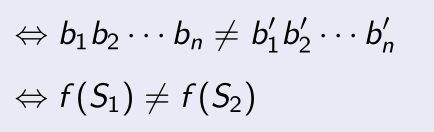 ⇔ b₁b₂ ⋯ bₙ ≠ b′₁b′₂ ⋯ b′ₙ
⇔ f(S₁) ≠ f(S₂)